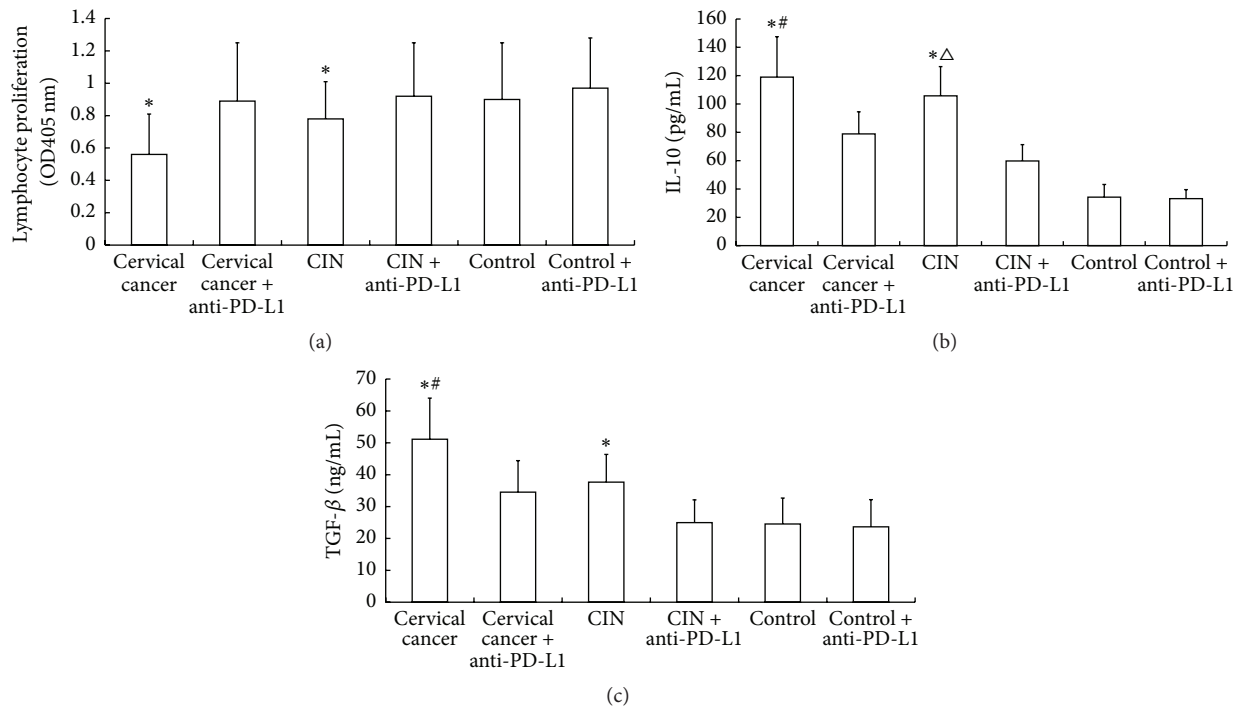 Lymphocyte proliferation
(OD405 nm)
1.4
1.2
1
0.8
0.6
0.4
0.2
0
*
*
Cervical
cancer
Cervical
cancer +
anti-PD-L1
CIN
CIN +
anti-PD-L1
Control
Control +
anti-PD-L1
(a)
IL-10 (pg/mL)
160
140
120
100
80
60
40
20
0
*#
*△
Cervical
cancer
Cervical
cancer +
anti-PD-L1
CIN
CIN +
anti-PD-L1
Control
Control +
anti-PD-L1
(b)
TGF-β (ng/mL)
70
60
50
40
30
20
10
0
*#
*
Cervical
cancer
Cervical
cancer +
anti-PD-L1
CIN
CIN +
anti-PD-L1
Control
Control +
anti-PD-L1
(c)